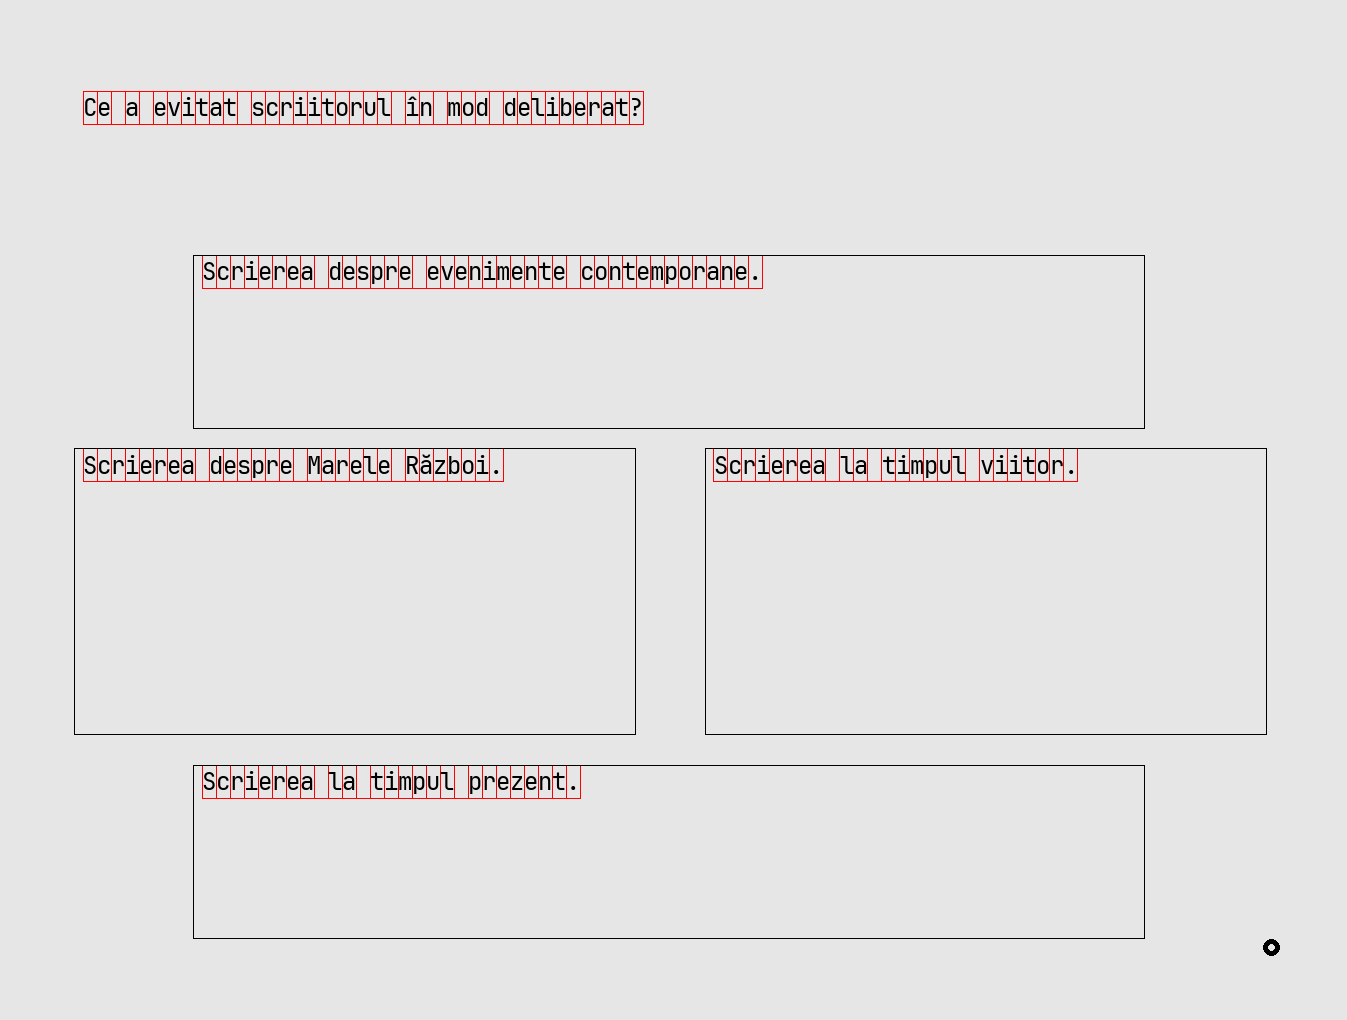 Ce a evitat scriitorul în mod deliberat?
Scrierea despre evenimente contemporane.
Scrierea despre Marele Război.
Scrierea la timpul viitor.
Scrierea la timpul prezent.